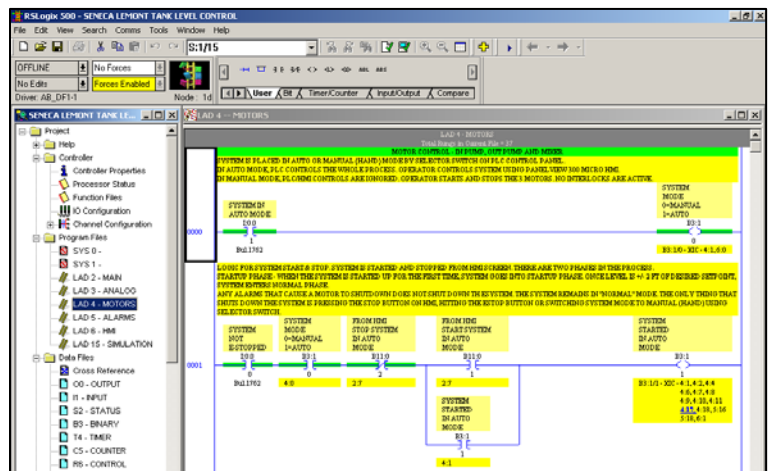 RSLogix 500 - SENECA LEMONT TANK LEVEL CONTROL
File Edit View Search Comms Tools Window Help
S:1/15
OFFLINE No Forces
No Edits Forces Enabled
Driver: AB_DF1-1 Node: 1d
User Bit Timer/Counter Input/Output Compare
SENECA LEMONT TANK LE...
Project
Help
Controller
Controller Properties
Processor Status
Function Files
IO Configuration
Channel Configuration
Program Files
SYS 0 -
SYS 1 -
LAD 2 - MAIN
LAD 3 - ANALOG
LAD 4 - MOTORS
LAD 5 - ALARMS
LAD 6 - HMI
LAD 15 - SIMULATION
Data Files
Cross Reference
O0 - OUTPUT
I1 - INPUT
S2 - STATUS
B3 - BINARY
T4 - TIMER
C5 - COUNTER
R6 - CONTROL
LAD 4 -- MOTORS
LAD 4 - MOTORS
Total Rungs in Current File = 17
MOTOR CONTROL - IN PUMP, OUT PUMP AND MIXER
SYSTEM IS PLACED IN AUTO OR MANUAL (HAND) MODE BY SELECTOR SWITCH ON PLC CONTROL PANEL.
IN AUTO MODE, PLC CONTROLS THE WHOLE PROCESS. OPERATOR CONTROLS SYSTEM USING PANELVIEW 300 MICRO HMI.
IN MANUAL MODE, PLC/HMI CONTROLS ARE IGNORED. OPERATOR STARTS AND STOPS THE 3 MOTORS. NO INTERLOCKS ARE ACTIVE.
SYSTEM IN
AUTO MODE
1
Bul.1762
SYSTEM
MODE
0=MANUAL
1=AUTO
B3:1
0
B3:1/0 - XIC - 4:1,6:0
0000
LOGIC FOR SYSTEM START & STOP. SYSTEM IS STARTED AND STOPPED FROM HMI SCREEN. THERE ARE TWO PHASES IN THE PROCESS.
STARTUP PHASE - WHEN THE SYSTEM IS STARTED UP FOR THE FIRST TIME, SYSTEM GOES INTO STARTUP PHASE. ONCE LEVEL IS +/- 2 FT OF DESIRED SETPOINT,
SYSTEM ENTERS NORMAL PHASE.
ANY ALARMS THAT CAUSE A MOTOR TO SHUTDOWN DOES NOT SHUT DOWN THE SYSTEM. THE SYSTEM REMAINS IN "NORMAL" MODE. THE ONLY THING THAT
SHUTS DOWN THE SYSTEM IS PRESSING THE STOP BUTTON ON HMI, HITTING THE ESTOP BUTTON OR SWITCHING SYSTEM MODE TO MANUAL (HAND) USING
SELECTOR SWITCH.
SYSTEM
NOT
E-STOPPED
0
Bul.1762
SYSTEM
MODE
0=MANUAL
1=AUTO
B3:1
0
4:0
FROM HMI
STOP SYSTEM
IN AUTO
MODE
B11:0
2
2:7
FROM HMI
START SYSTEM
IN AUTO
MODE
B11:0
1
2:7
SYSTEM
STARTED
IN AUTO
MODE
B3:1
1
B3:1/1 - XIC - 4:1,4:2,4:4
4:6,4:7,4:8
4:9,4:10,4:11
4:18,5:16
5:18,6:1
0001
SYSTEM
STARTED
IN AUTO
MODE
B3:1
1
4:1